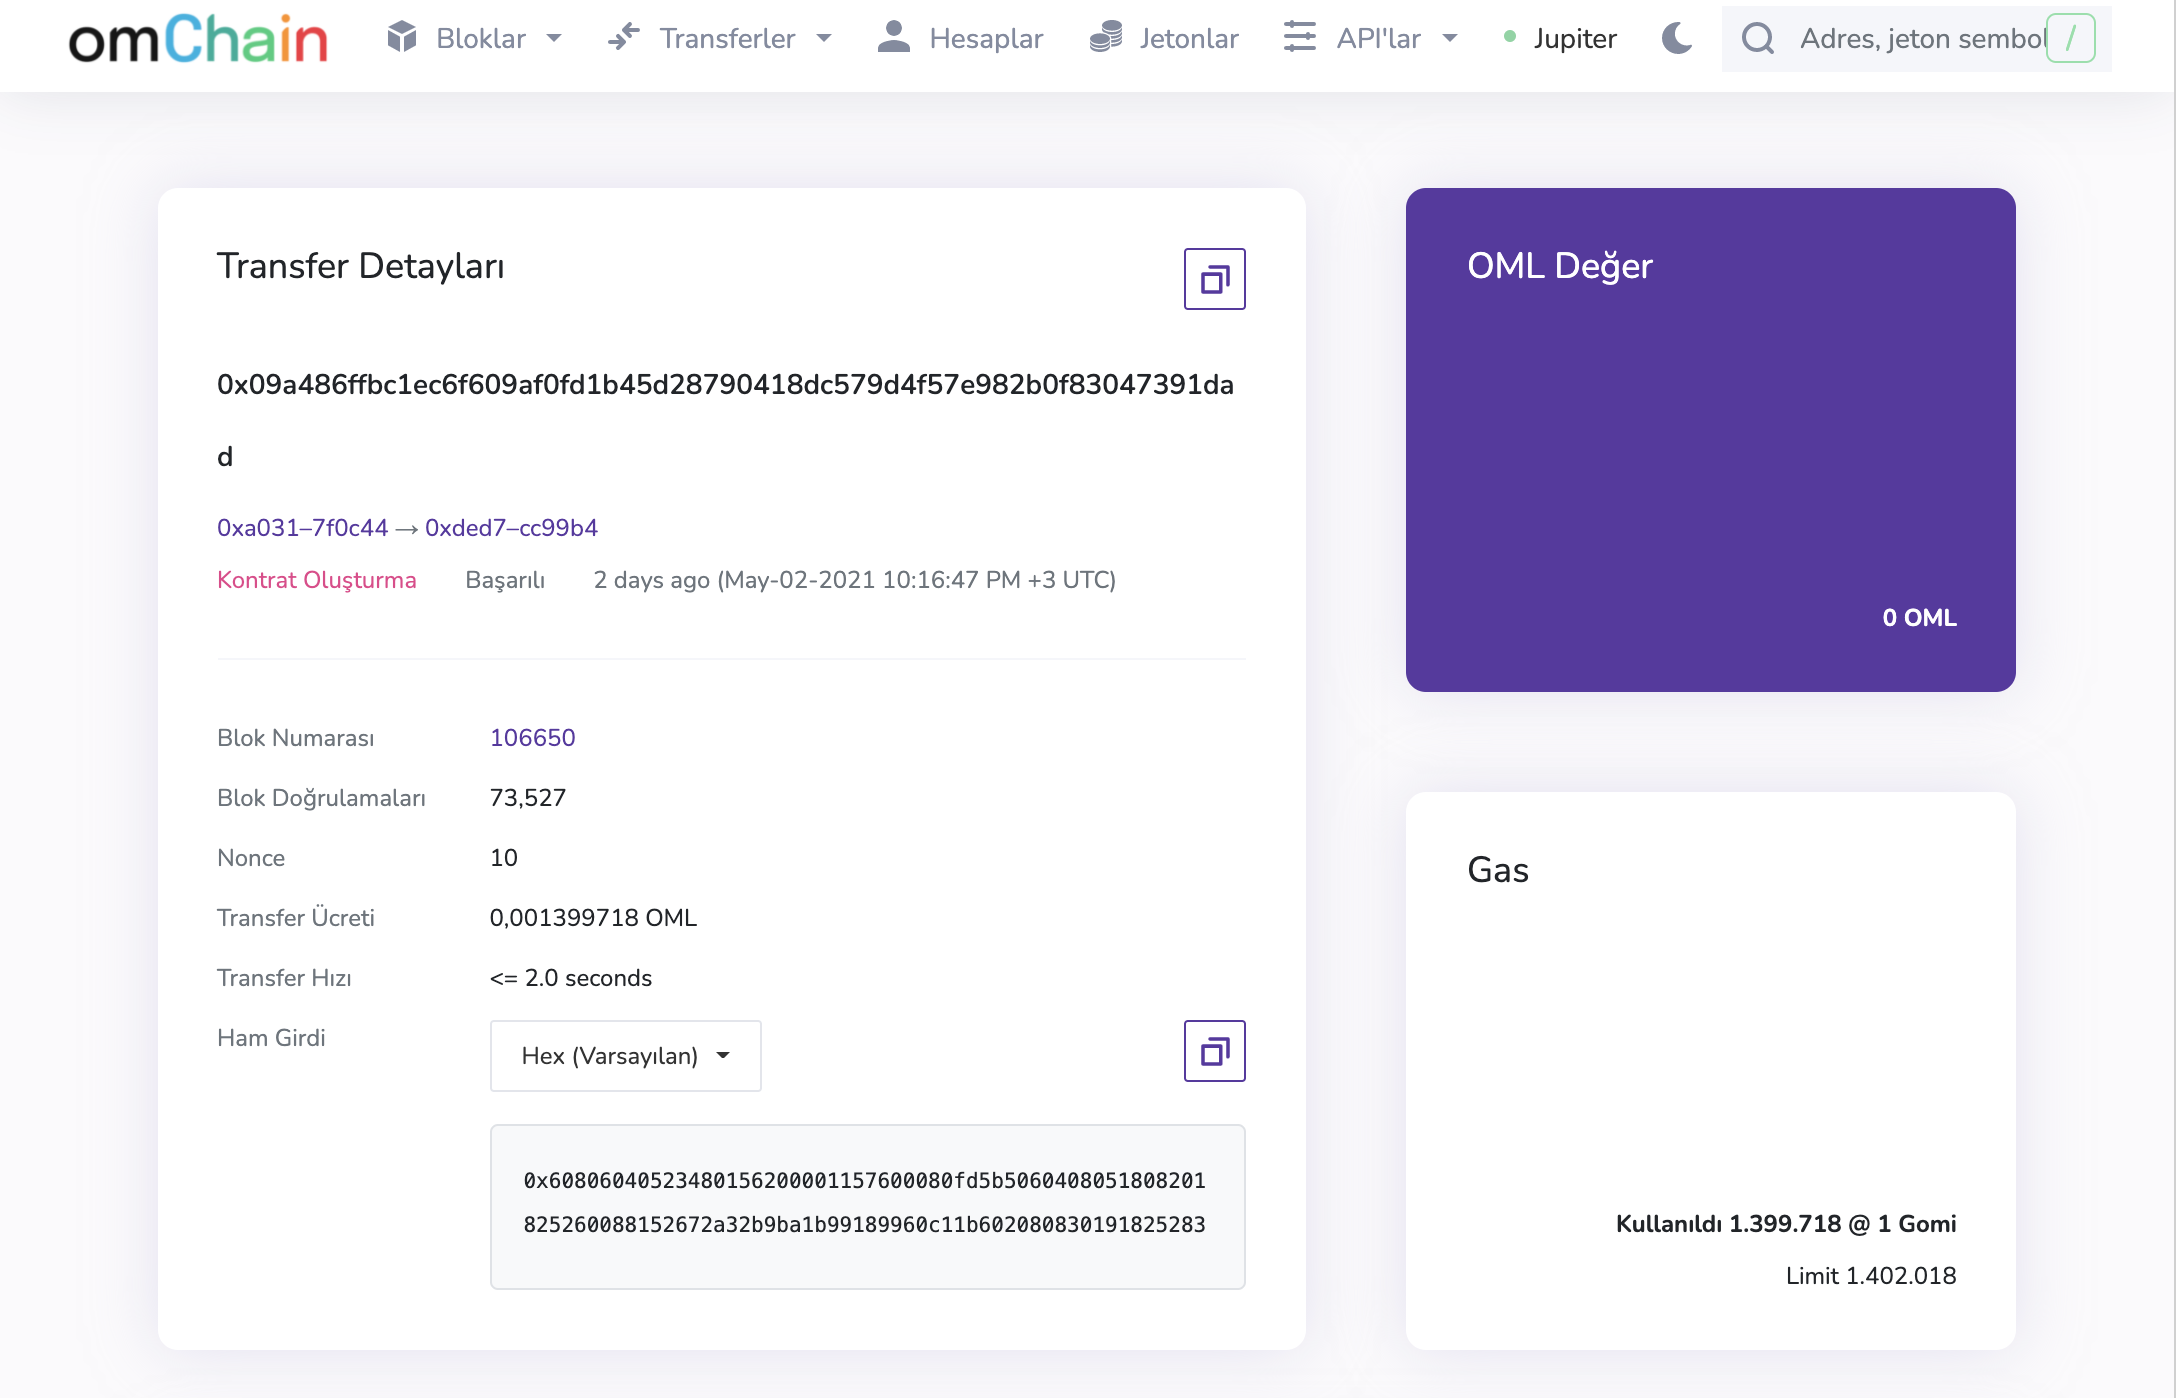 omChain
Bloklar
Transferler
Hesaplar
Jetonlar
API'lar
Jupiter
Adres, jeton sembol
/
Transfer Detayları
0x09a486ffbc1ec6f609af0fd1b45d28790418dc579d4f57e982b0f83047391da
d
0xa031–7f0c44 → 0xded7–cc99b4
Kontrat Oluşturma Başarılı 2 days ago (May-02-2021 10:16:47 PM +3 UTC)
Blok Numarası 106650
Blok Doğrulamaları 73,527
Nonce 10
Transfer Ücreti 0,001399718 OML
Transfer Hızı <= 2.0 seconds
Ham Girdi Hex (Varsayılan)
0x60806040523480156200001157600080fd5b5060408051808201
825260088152672a32b9ba1b99189960c11b602080830191825283
OML Değer
0 OML
Gas
Kullanıldı 1.399.718 @ 1 Gomi
Limit 1.402.018